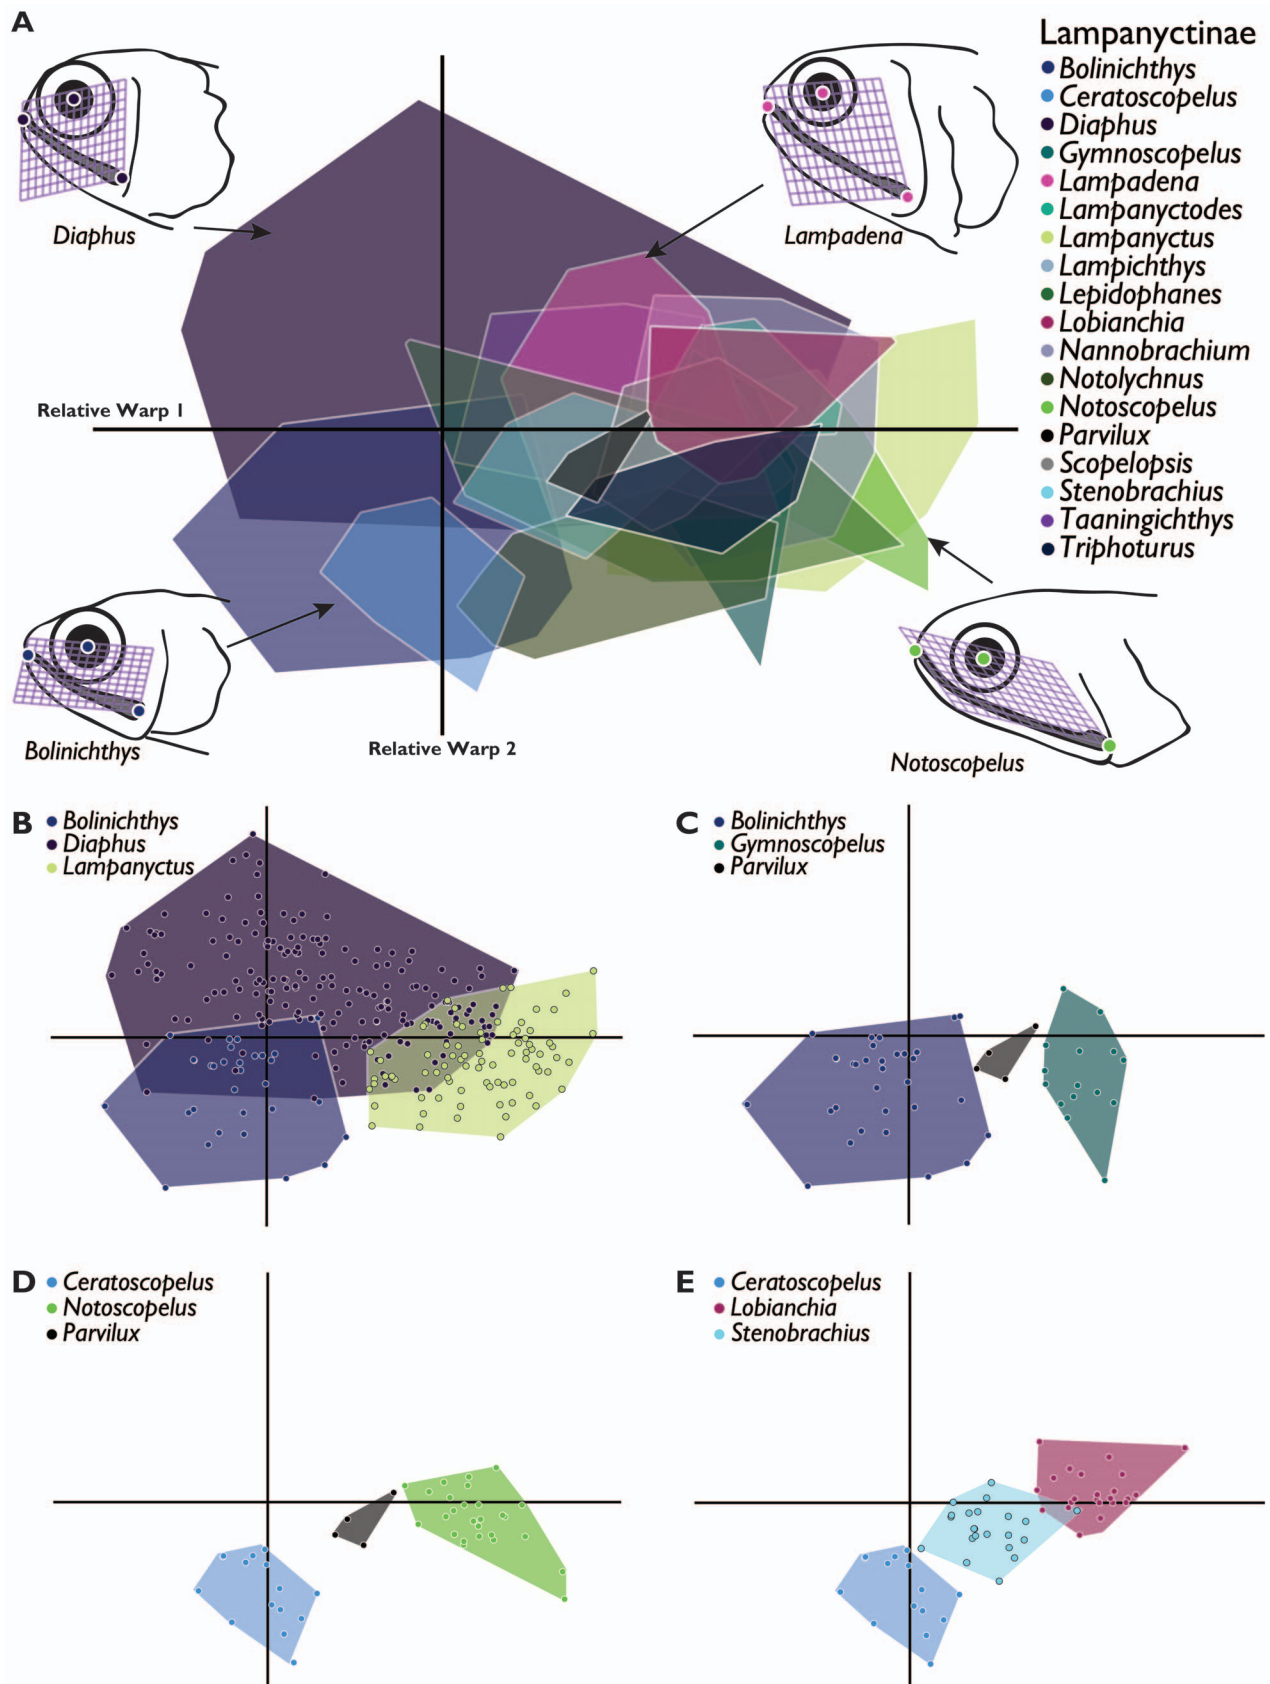 A
Lampanyctinae
Bolinichthys
Ceratoscopelus
Diaphus
Gymnoscopelus
Lampadena
Lampanyctodes
Lampanyctus
Lampichthys
Lepidophanes
Lobianchia
Nannobrachium
Notolychnus
Notoscopelus
Parvilux
Scopelopsis
Stenobrachius
Taaningichthys
Triphoturus
Diaphus
Lampadena
Relative Warp 1
Bolinichthys
Relative Warp 2
Notoscopelus
B
Bolinichthys
Diaphus
Lampanyctus
C
Bolinichthys
Gymnoscopelus
Parvilux
D
Ceratoscopelus
Notoscopelus
Parvilux
E
Ceratoscopelus
Lobianchia
Stenobrachius